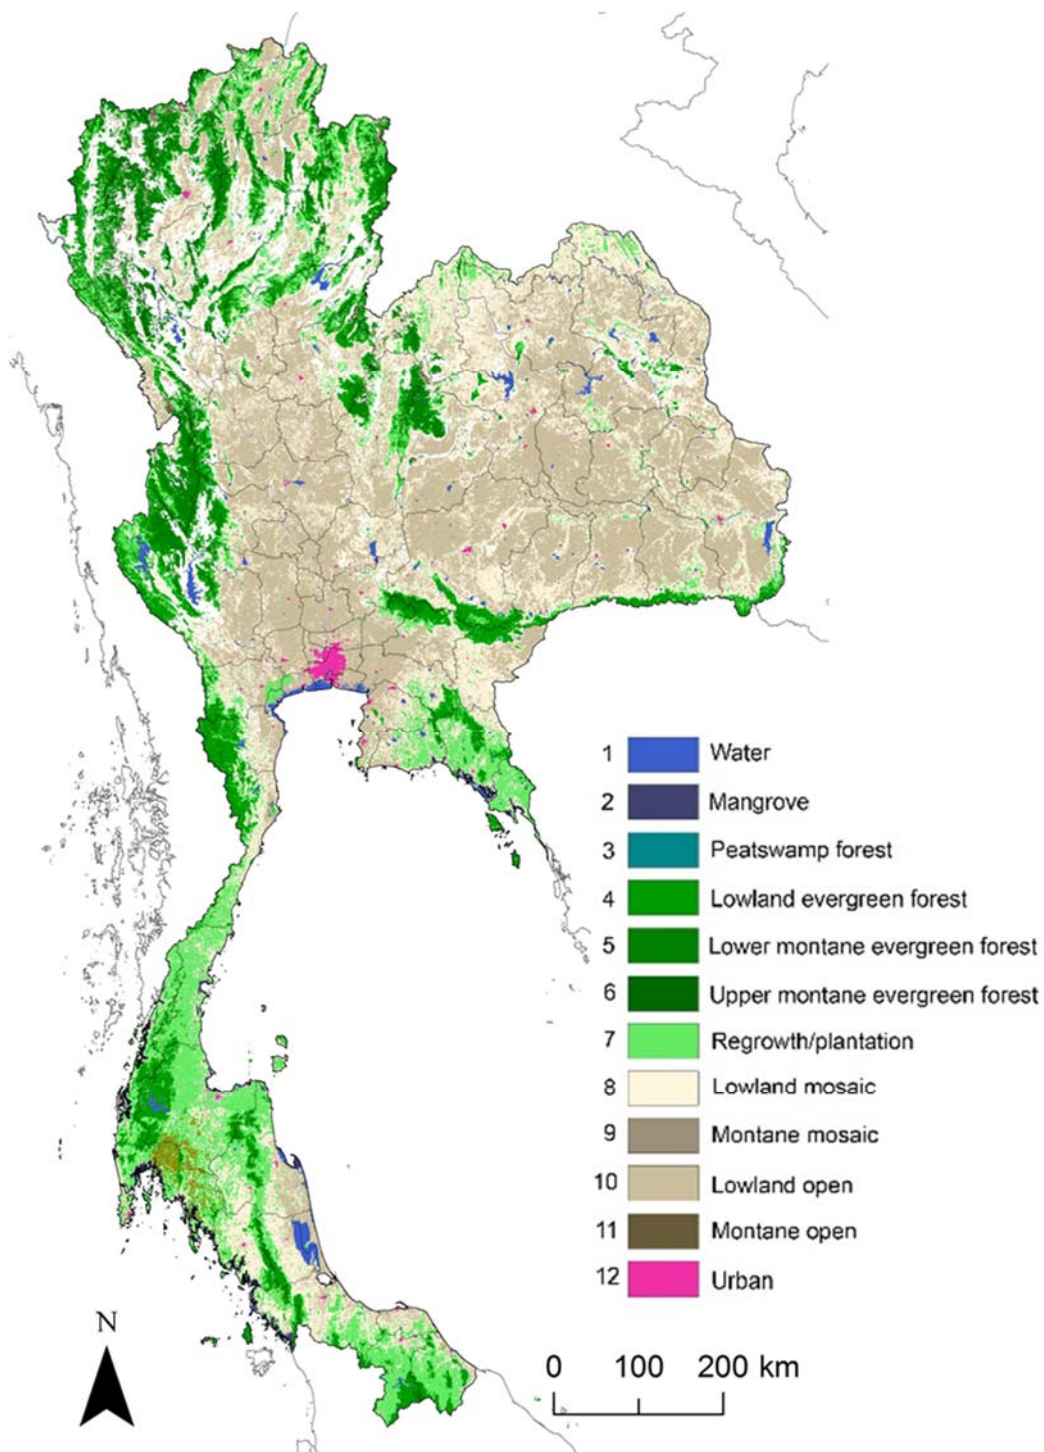 1 Water
2 Mangrove
3 Peatswamp forest
4 Lowland evergreen forest
5 Lower montane evergreen forest
6 Upper montane evergreen forest
7 Regrowth/plantation
8 Lowland mosaic
9 Montane mosaic
10 Lowland open
11 Montane open
12 Urban
N
0 100 200 km